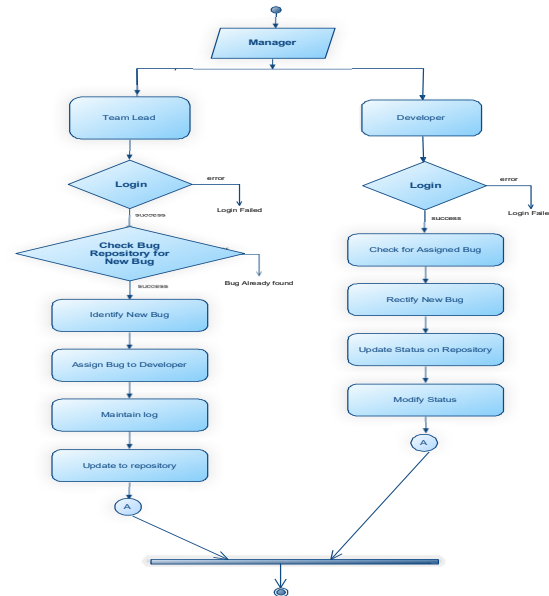 Manager
Team Lead
Developer
Login
error
Login Failed
success
Login
error
Login Faile
success
Check Bug
Repository for
New Bug
Bug Already found
success
Identify New Bug
Assign Bug to Developer
Maintain log
Update to repository
A
Check for Assigned Bug
Rectify New Bug
Update Status on Repository
Modify Status
A